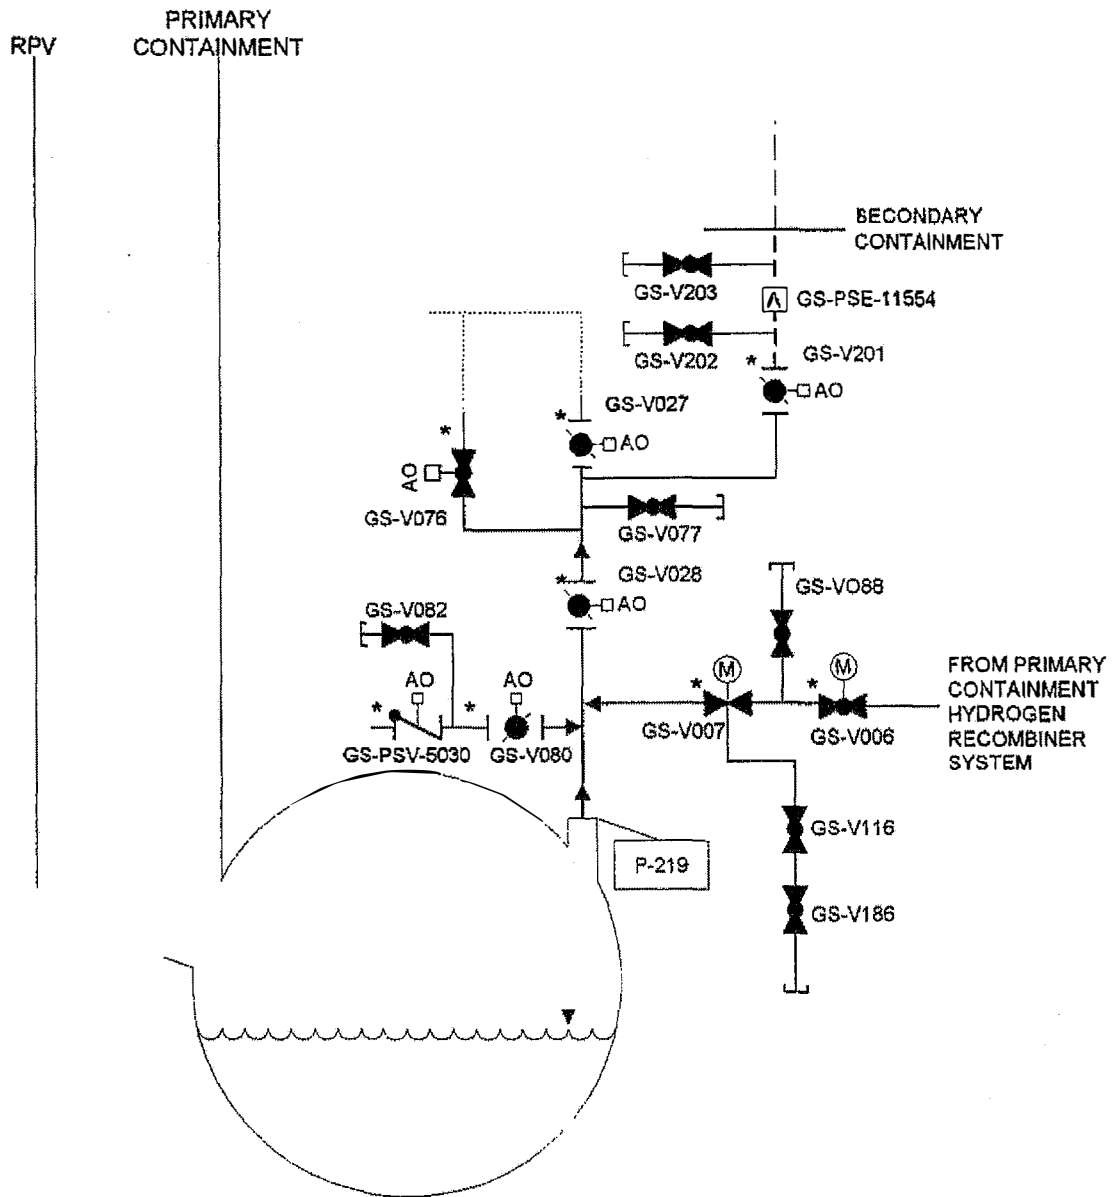 RPV
PRIMARY
CONTAINMENT
SECONDARY
CONTAINMENT
GS-V203
GS-PSE-11554
GS-V202
GS-V201
* AO
GS-V027
* AO
*
AO
GS-V076
GS-V077
GS-V028
* AO
GS-V082
GS-VO88
AO
AO
* *
GS-PSV-5030
GS-V080
M
M
* *
GS-V007
GS-V006
FROM PRIMARY
CONTAINMENT
HYDROGEN
RECOMBINER
SYSTEM
GS-V116
P-219
GS-V186